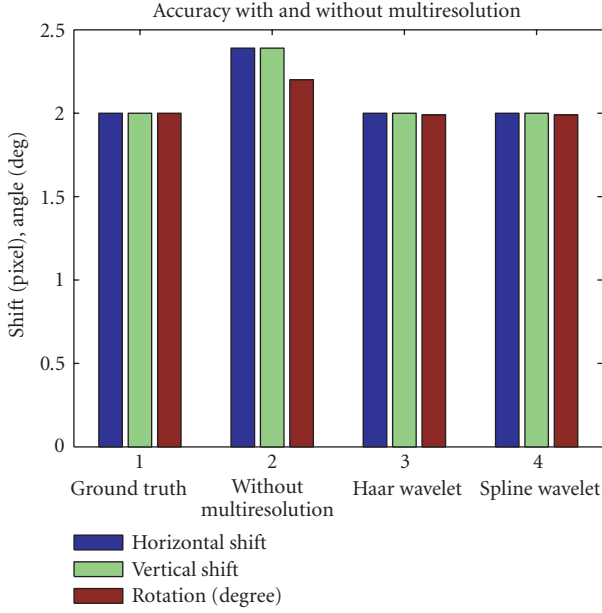 Accuracy with and without multiresolution
2.5
2
1.5
1
0.5
0
Shift (pixel), angle (deg)
1
2
3
4
Ground truth
Without
multiresolution
Haar wavelet
Spline wavelet
Horizontal shift
Vertical shift
Rotation (degree)